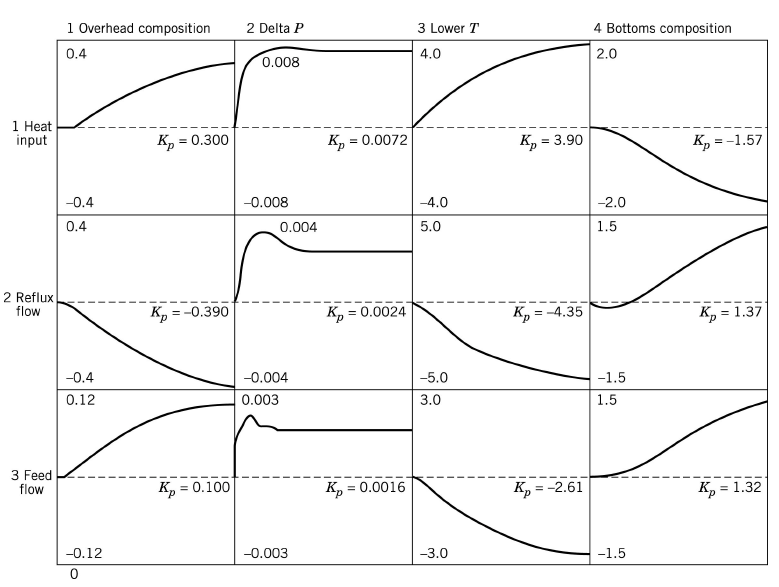 1 Overhead composition 2 Delta P 3 Lower T 4 Bottoms composition
0.4 0.008 4.0 2.0
1 Heat input
Kp = 0.300 Kp = 0.0072 Kp = 3.90 Kp = –1.57
–0.4 –0.008 –4.0 –2.0
0.4 0.004 5.0 1.5
2 Reflux flow
Kp = –0.390 Kp = 0.0024 Kp = –4.35 Kp = 1.37
–0.4 –0.004 –5.0 –1.5
0.12 0.003 3.0 1.5
3 Feed flow
Kp = 0.100 Kp = 0.0016 Kp = –2.61 Kp = 1.32
–0.12 –0.003 –3.0 –1.5
0